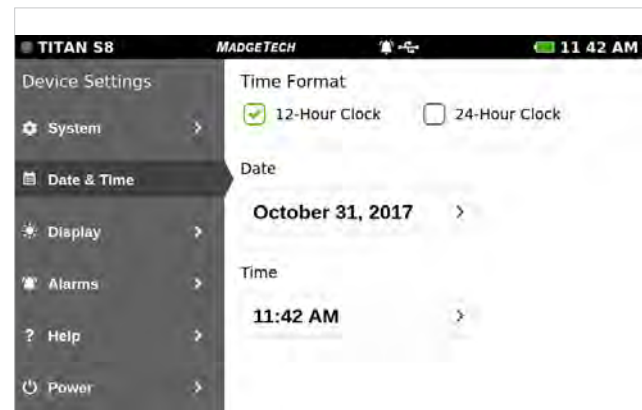 TITAN S8 MADGETECH 11 42 AM
Device Settings
System
Date & Time
Display
Alarms
? Help
Power
Time Format
12-Hour Clock 24-Hour Clock
Date
October 31, 2017 >
Time
11:42 AM >